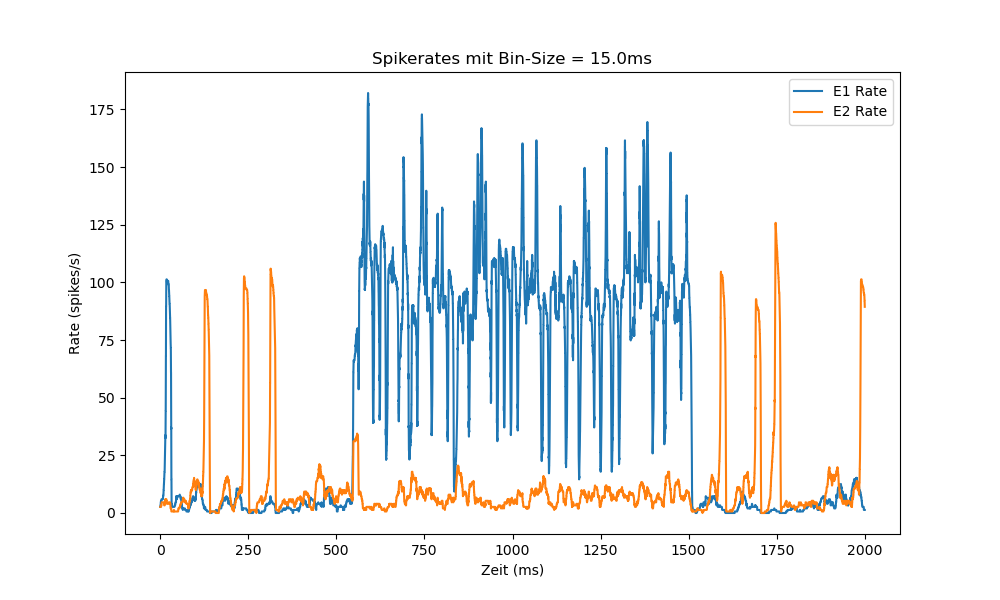 Spikerates mit Bin-Size = 15.0ms
E1 Rate
E2 Rate
175
150
125
100
75
50
25
0
Rate (spikes/s)
0 250 500 750 1000 1250 1500 1750 2000
Zeit (ms)